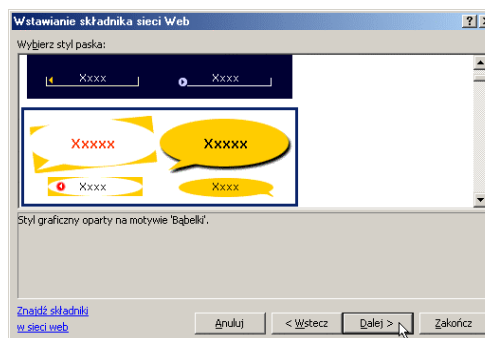 Wstawianie składnika sieci Web
Wybierz styl paska:
Xxxx Xxxx
Xxxxx Xxxxx
Xxxx Xxxx
Styl graficzny oparty na motywie 'Bąbelki'.
Znajdź składniki
w sieci web
Anuluj < Wstecz Dalej > Zakończ